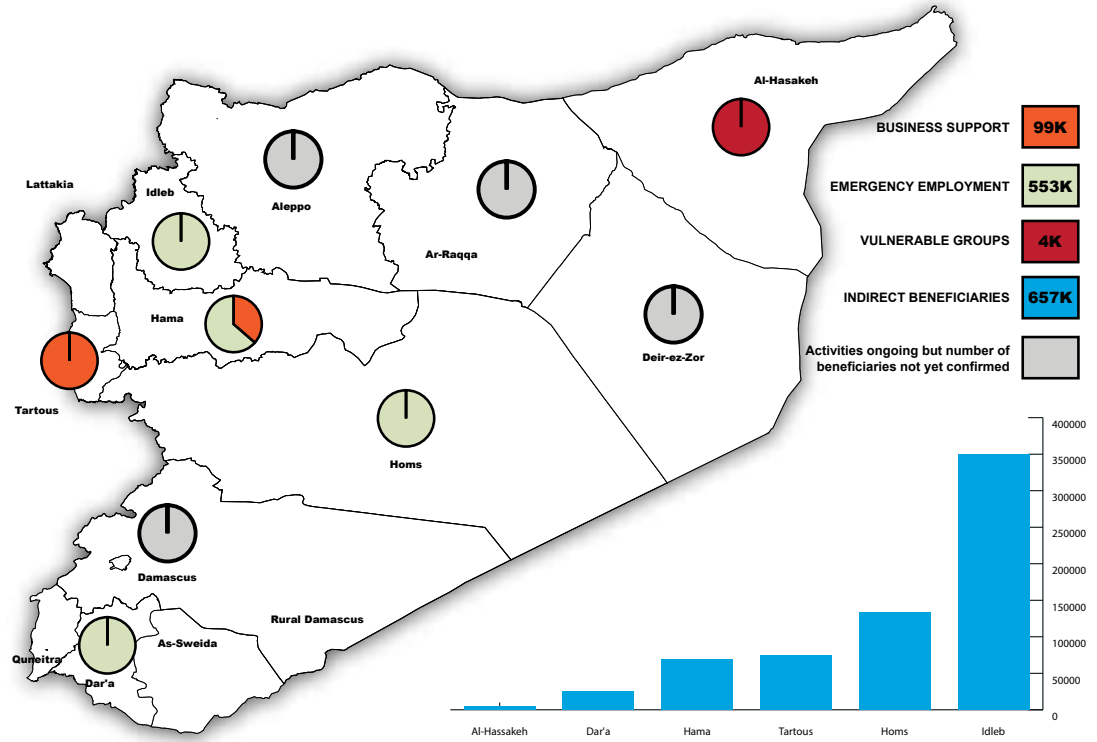 Al-Hasakeh
BUSINESS SUPPORT 99K
Lattakia
Idleb
EMERGENCY EMPLOYMENT 553K
Aleppo
VULNERABLE GROUPS 4K
Ar-Raqqa
INDIRECT BENEFICIARIES 657K
Hama
Deir-ez-Zor
Activities ongoing but number of
beneficiaries not yet confirmed
Tartous
Homs
Damascus
Rural Damascus
As-Sweida
Quneitra
Dar'a
400000
350000
300000
250000
200000
150000
100000
50000
0
Al-Hassakeh Dar'a Hama Tartous Homs Idleb